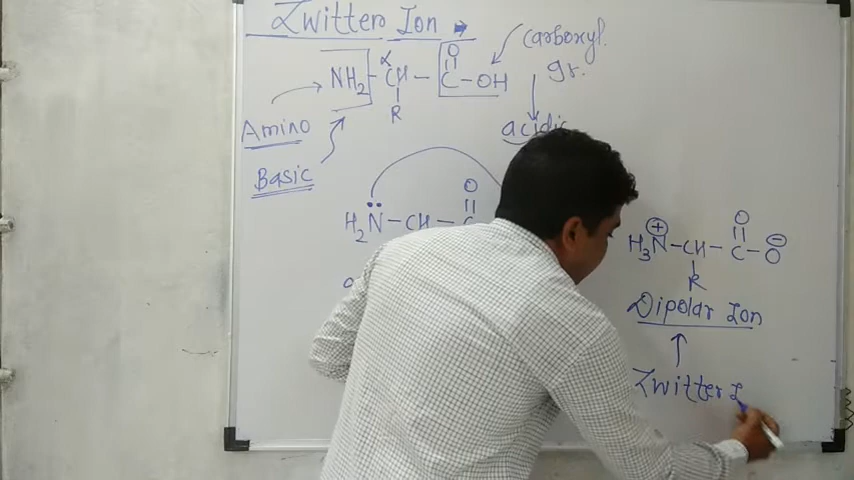 Zwitter Ion →
carboxyl.
gr.
O
NH2 - CH - C - OH
α
R
Amino
acidic
Basic
O
H2N - CH - C
O
H3N⊕ - CH - C - O⊖
R
Dipolar Ion
Zwitter I